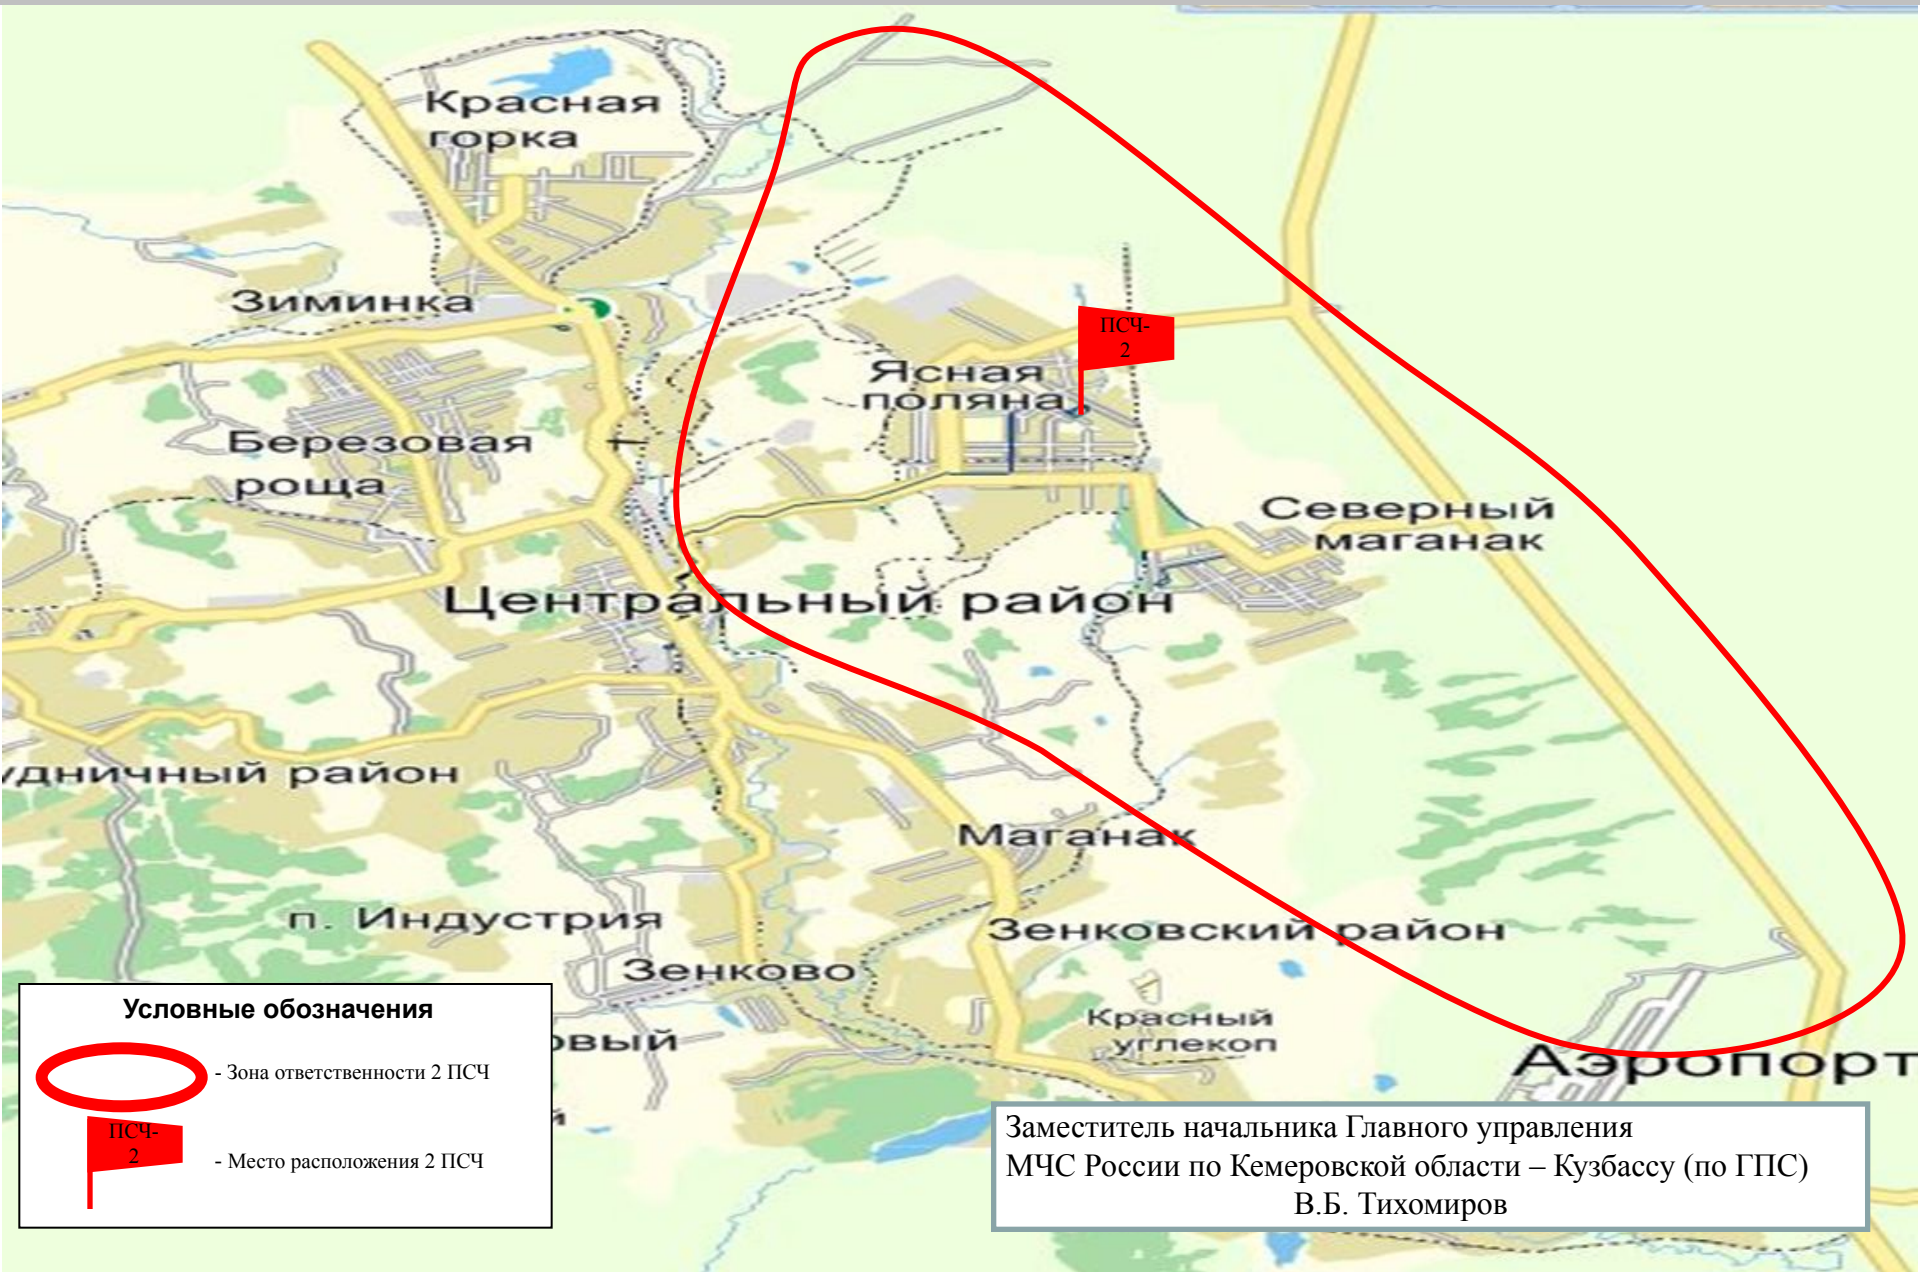 Красная
горка
Зиминка
ПСЧ-
2
Ясная
поляна
Березовая
роща
Северный
маганак
Центральный район
удничный район
Маганак
п. Индустрия
Зенковский район
Зенково
Красный
углекоп
овый
й
Аэропорт
Условные обозначения
- Зона ответственности 2 ПСЧ
ПСЧ-
2
- Место расположения 2 ПСЧ
Заместитель начальника Главного управления
МЧС России по Кемеровской области – Кузбассу (по ГПС)
В.Б. Тихомиров